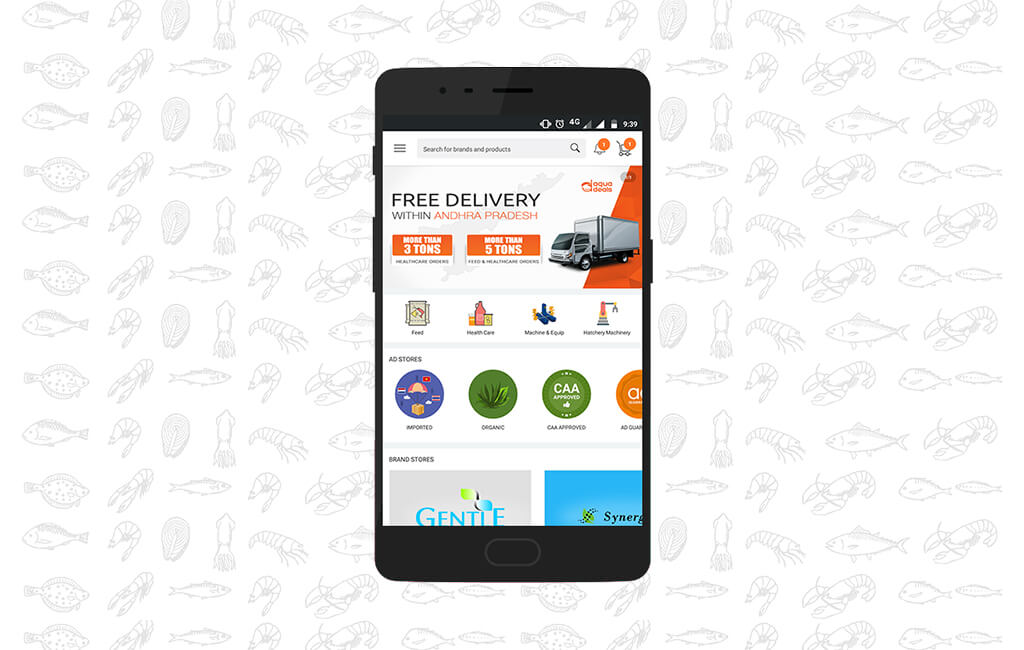 4G
9:39
Search for brands and products
1
1
1/1
aqua
deals
FREE DELIVERY
WITHIN ANDHRA PRADESH
MORE THAN
3 TONS
HEALTHCARE ORDERS
MORE THAN
5 TONS
FEED & HEALTHCARE ORDERS
Feed
Health Care
Machine & Equip
Hatchery Machinery
AD STORES
CAA
APPROVED
IMPORTED
ORGANIC
CAA APPROVED
AD GUAR
BRAND STORES
GENTLE
Synerg